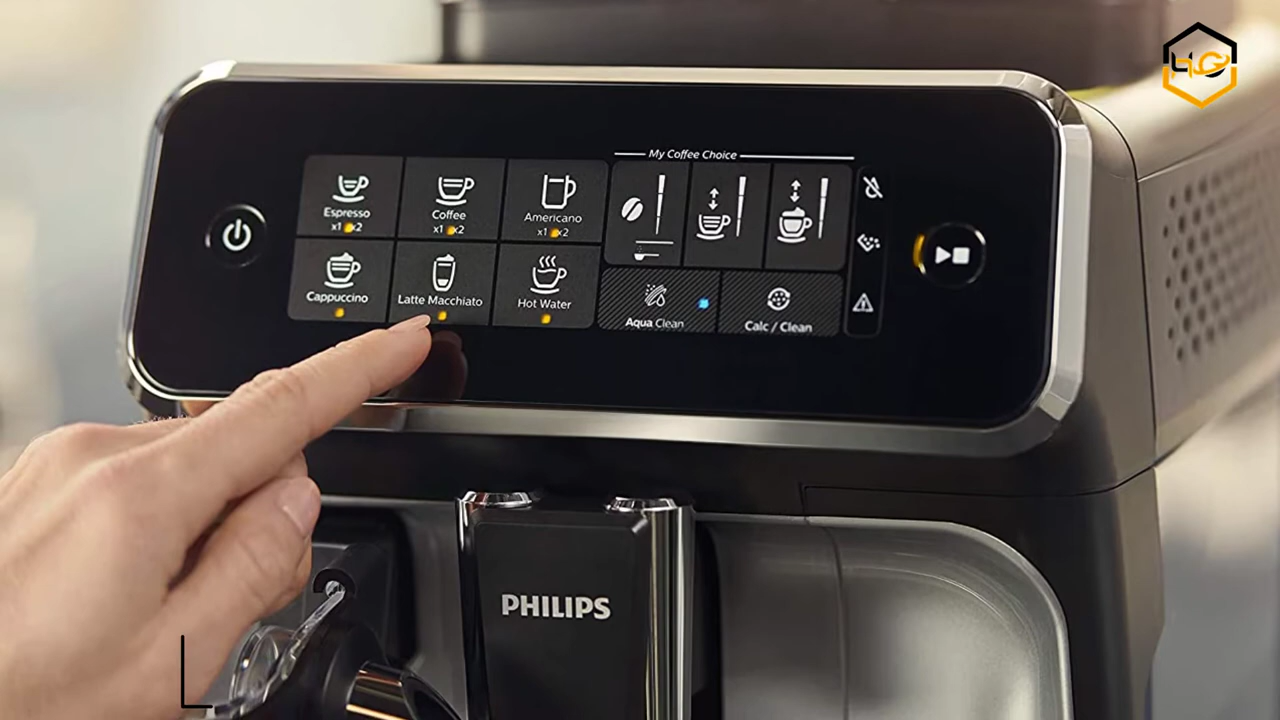 My Coffee Choice
Espresso
x1 x2
Coffee
x1 x2
Americano
x1 x2
Cappuccino
Latte Macchiato
Hot Water
Aqua Clean
Calc / Clean
PHILIPS